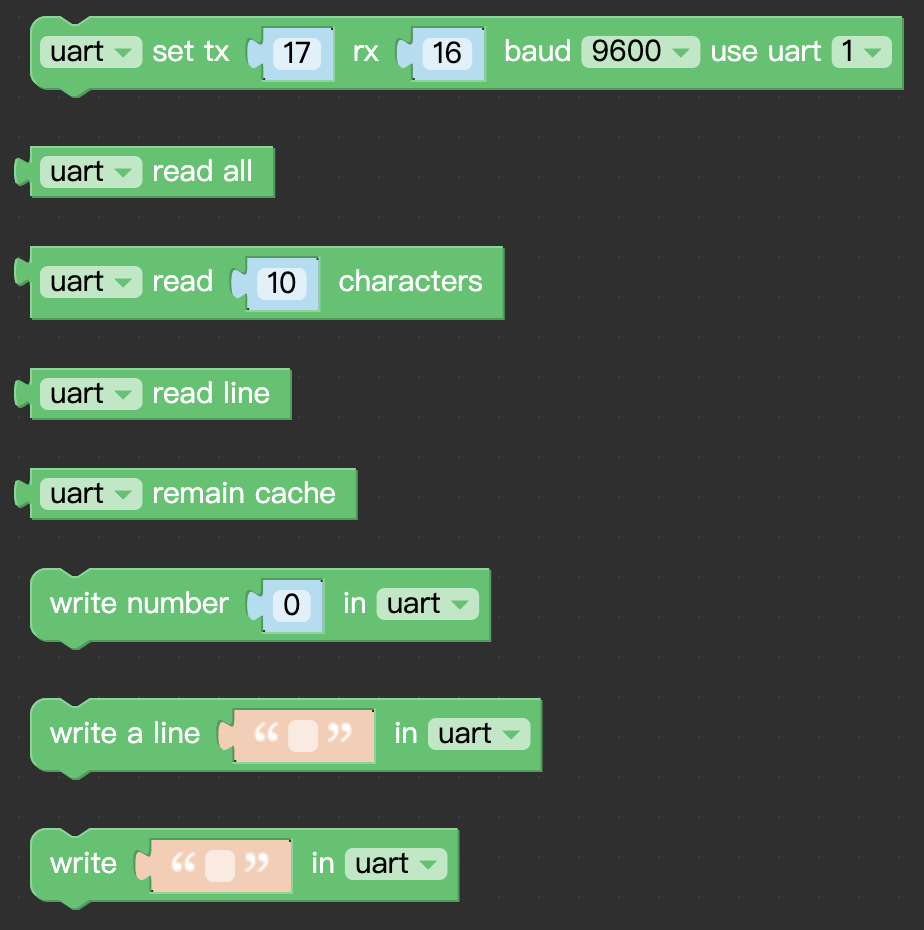 uart set tx 17 rx 16 baud 9600 use uart 1
uart read all
uart read 10 characters
uart read line
uart remain cache
write number 0 in uart
write a line “ ” in uart
write “ ” in uart